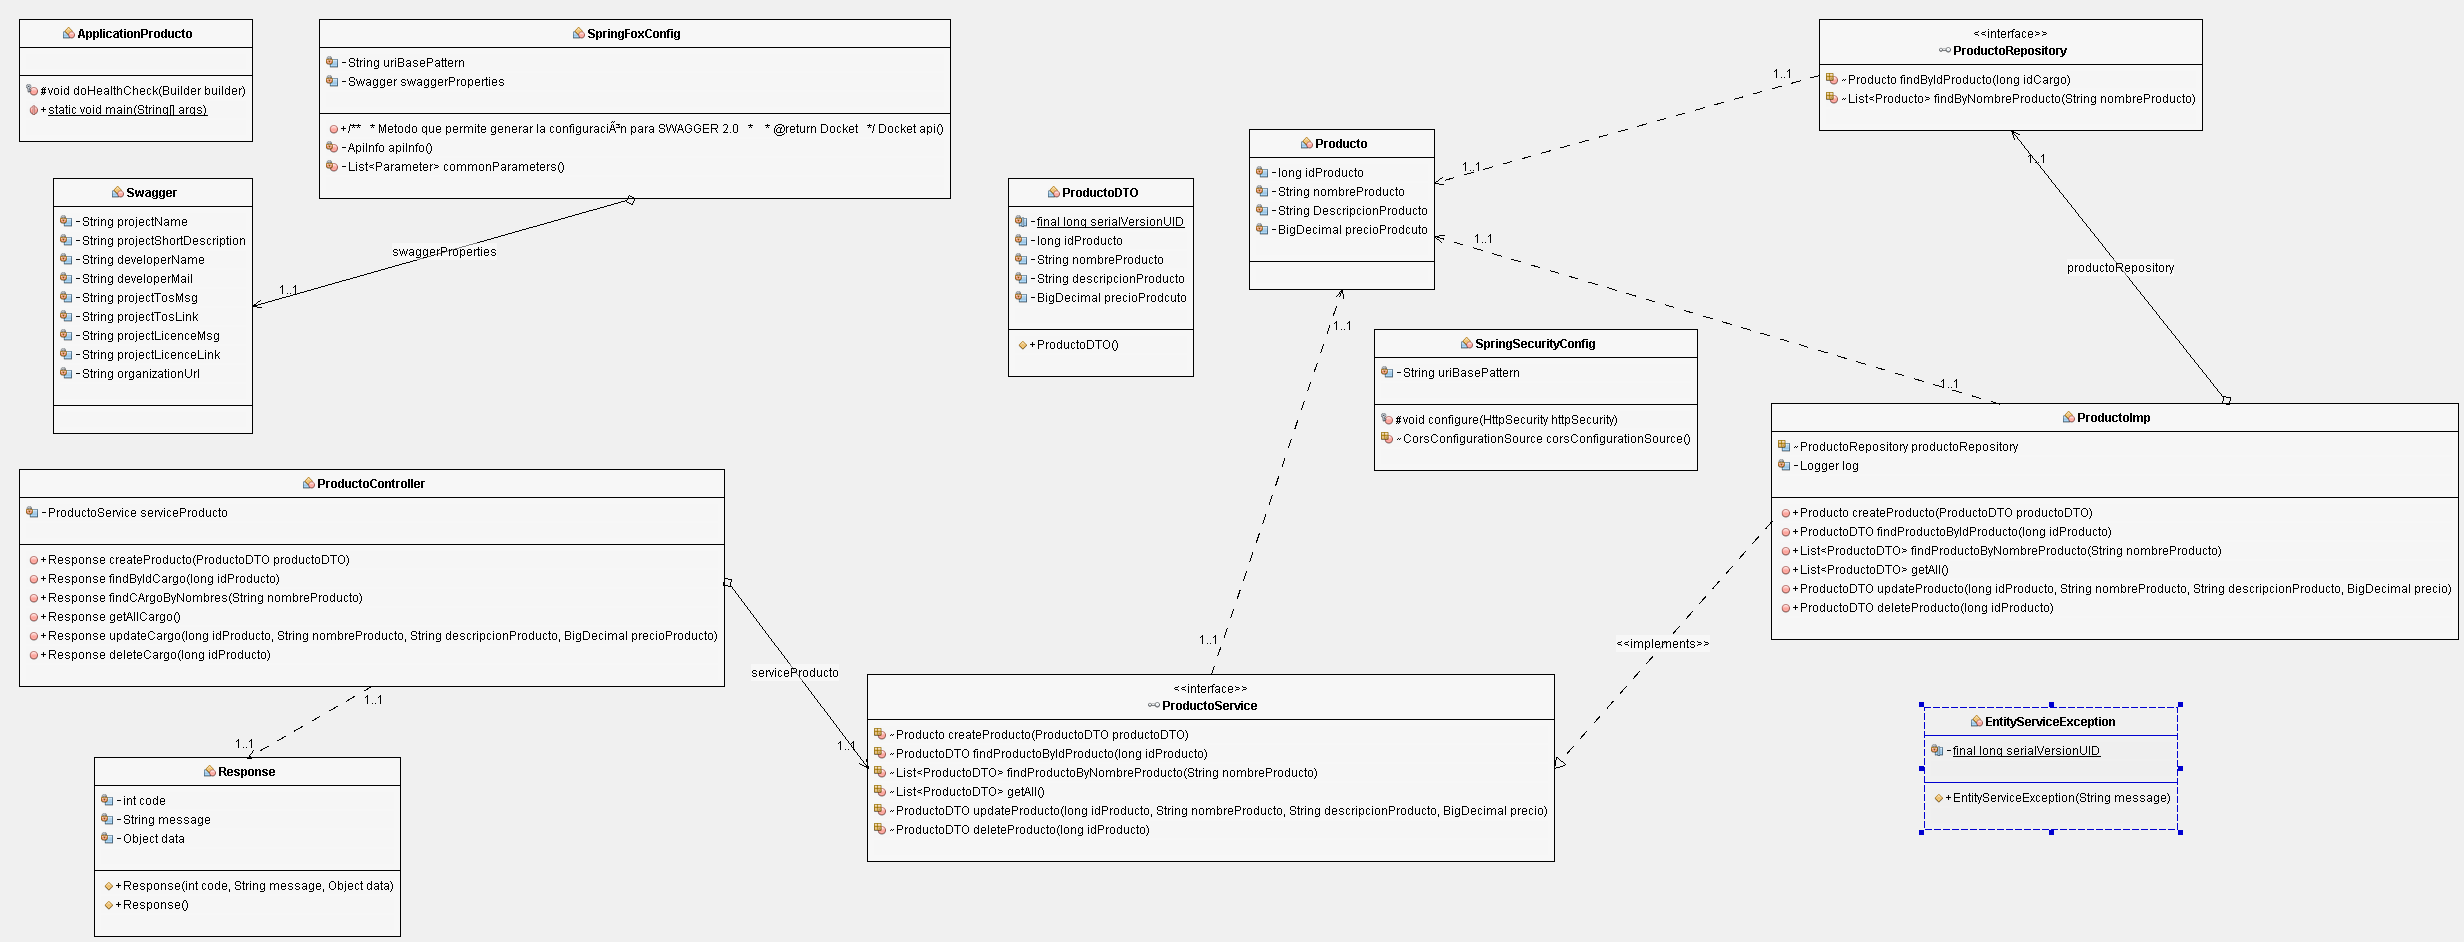 ApplicationProducto
#void doHealthCheck(Builder builder)
+static void main(String[] args)
SpringFoxConfig
-String uriBasePattern
-Swagger swaggerProperties
+/** * Metodo que permite generar la configuraciÃ³n para SWAGGER 2.0 * * @return Docket */ Docket api()
-ApiInfo apiInfo()
-List<Parameter> commonParameters()
Swagger
-String projectName
-String projectShortDescription
-String developerName
-String developerMail
-String projectTosMsg
-String projectTosLink
-String projectLicenceMsg
-String projectLicenceLink
-String organizationUrl
swaggerProperties
1..1
ProductoDTO
-final long serialVersionUID
-long idProducto
-String nombreProducto
-String descripcionProducto
-BigDecimal precioProdcuto
+ProductoDTO()
Producto
-long idProducto
-String nombreProducto
-String DescripcionProducto
-BigDecimal precioProdcuto
1..1
1..1
1..1
1..1
<<interface>>
ProductoRepository
~Producto findByIdProducto(long idCargo)
~List<Producto> findByNombreProducto(String nombreProducto)
1..1
productoRepository
SpringSecurityConfig
-String uriBasePattern
#void configure(HttpSecurity httpSecurity)
~CorsConfigurationSource corsConfigurationSource()
1..1
ProductoImp
~ProductoRepository productoRepository
-Logger log
+Producto createProducto(ProductoDTO productoDTO)
+ProductoDTO findProductoByIdProducto(long idProducto)
+List<ProductoDTO> findProductoByNombreProducto(String nombreProducto)
+List<ProductoDTO> getAll()
+ProductoDTO updateProducto(long idProducto, String nombreProducto, String descripcionProducto, BigDecimal precio)
+ProductoDTO deleteProducto(long idProducto)
ProductoController
-ProductoService serviceProducto
+Response createProducto(ProductoDTO productoDTO)
+Response findByIdCargo(long idProducto)
+Response findCArgoByNombres(String nombreProducto)
+Response getAllCargo()
+Response updateCargo(long idProducto, String nombreProducto, String descripcionProducto, BigDecimal precioProducto)
+Response deleteCargo(long idProducto)
1..1
1..1
serviceProducto
1..1
1..1
<<implements>>
Response
-int code
-String message
-Object data
+Response(int code, String message, Object data)
+Response()
<<interface>>
ProductoService
~Producto createProducto(ProductoDTO productoDTO)
~ProductoDTO findProductoByIdProducto(long idProducto)
~List<ProductoDTO> findProductoByNombreProducto(String nombreProducto)
~List<ProductoDTO> getAll()
~ProductoDTO updateProducto(long idProducto, String nombreProducto, String descripcionProducto, BigDecimal precio)
~ProductoDTO deleteProducto(long idProducto)
EntityServiceException
-final long serialVersionUID
+EntityServiceException(String message)